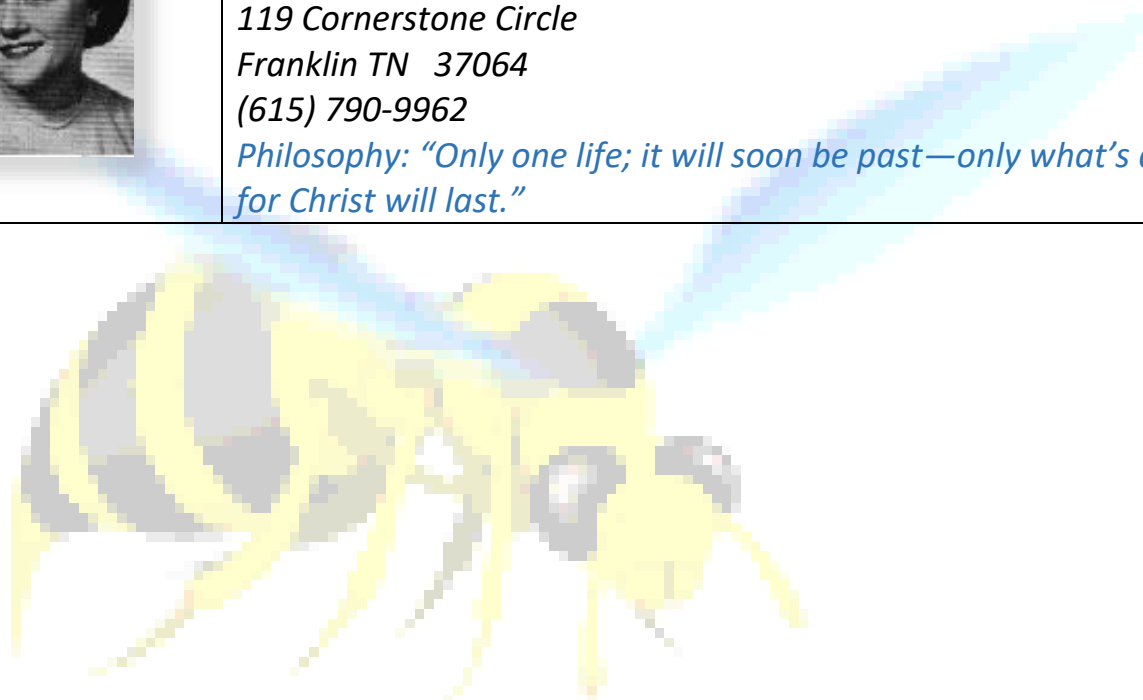 119 Cornerstone Circle
Franklin TN 37064
(615) 790-9962
Philosophy: “Only one life; it will soon be past—only what’s
for Christ will last.”